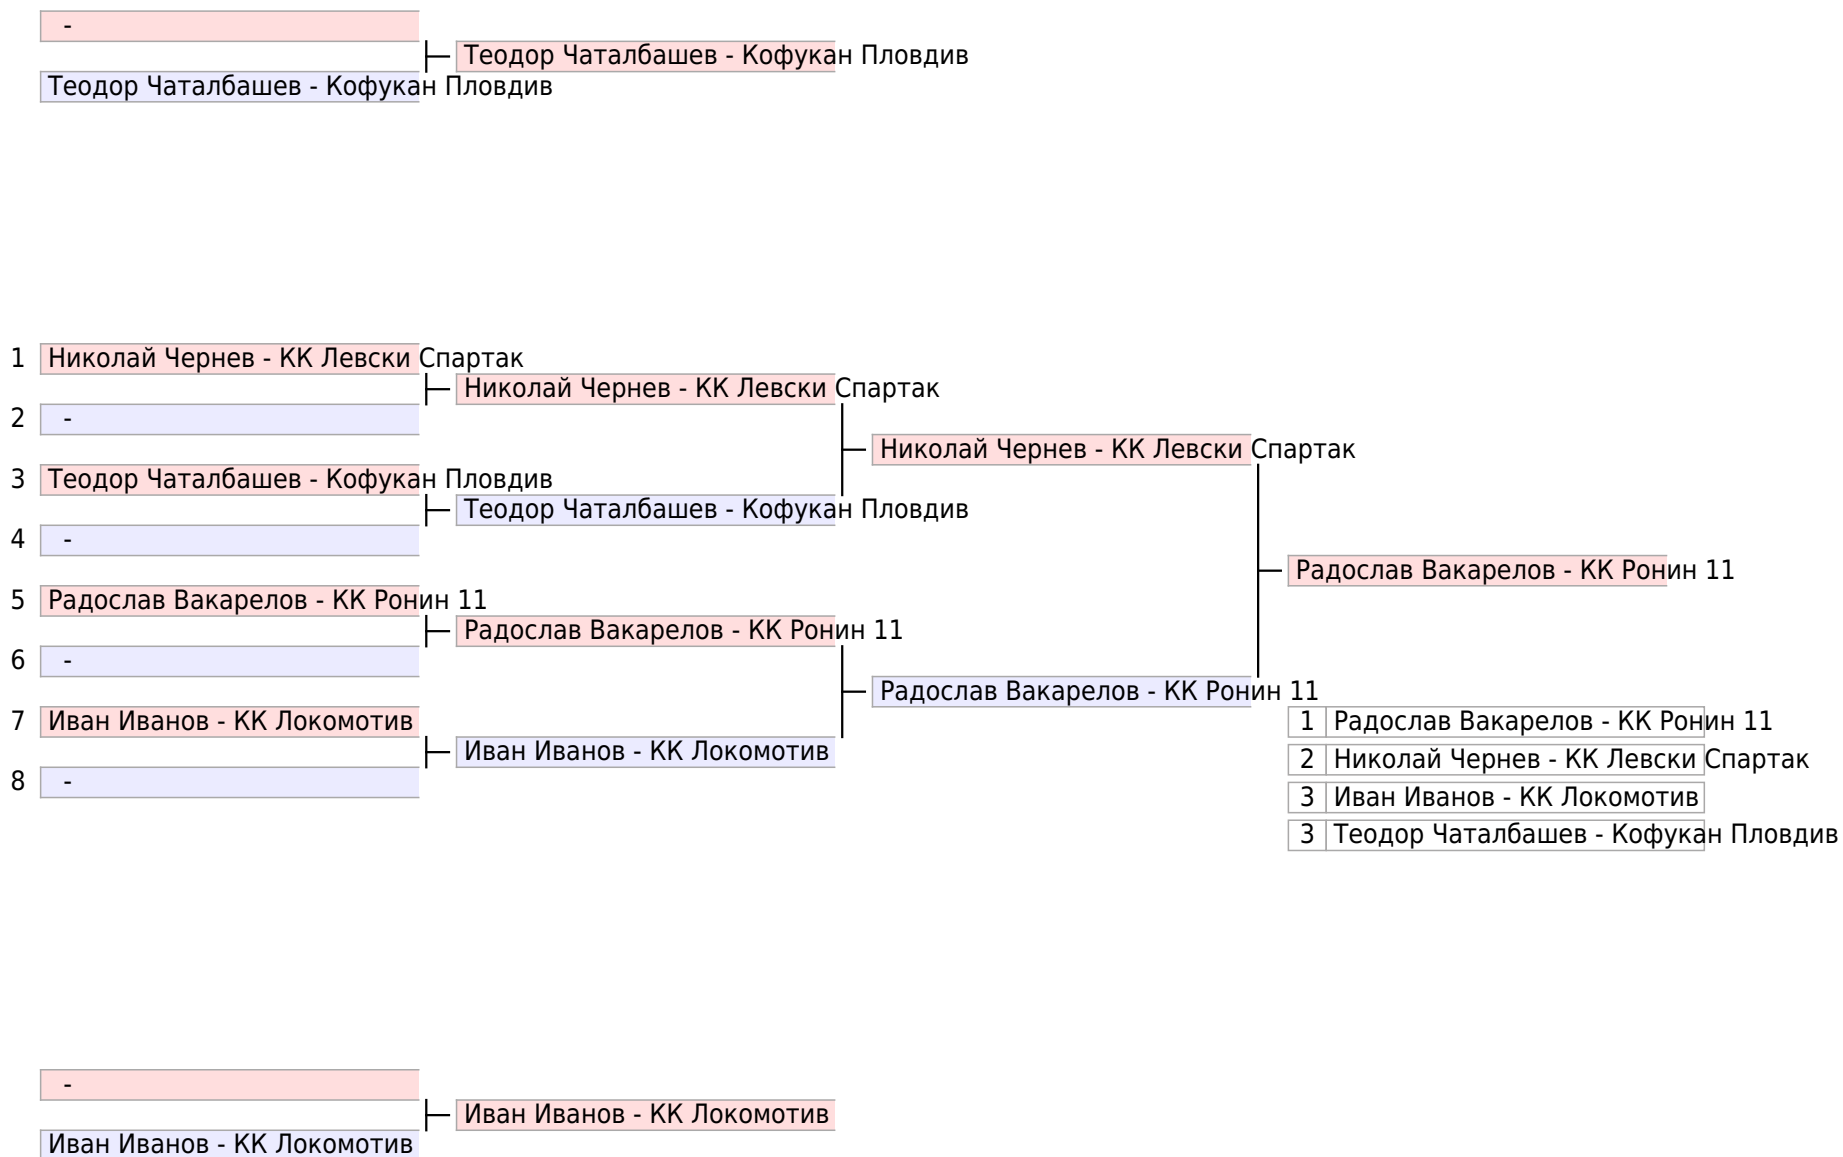 -
Теодор Чаталбашев - Кофукан Пловдив
Теодор Чаталбашев - Кофукан Пловдив
1 Николай Чернев - КК Левски Спартак
Николай Чернев - КК Левски Спартак
2 -
Николай Чернев - КК Левски Спартак
3 Теодор Чаталбашев - Кофукан Пловдив
Теодор Чаталбашев - Кофукан Пловдив
4 -
Радослав Вакарелов - КК Ронин 11
5 Радослав Вакарелов - КК Ронин 11
Радослав Вакарелов - КК Ронин 11
6 -
Радослав Вакарелов - КК Ронин 11
7 Иван Иванов - КК Локомотив
Иван Иванов - КК Локомотив
8 -
1 Радослав Вакарелов - КК Ронин 11
2 Николай Чернев - КК Левски Спартак
3 Иван Иванов - КК Локомотив
3 Теодор Чаталбашев - Кофукан Пловдив
-
Иван Иванов - КК Локомотив
Иван Иванов - КК Локомотив